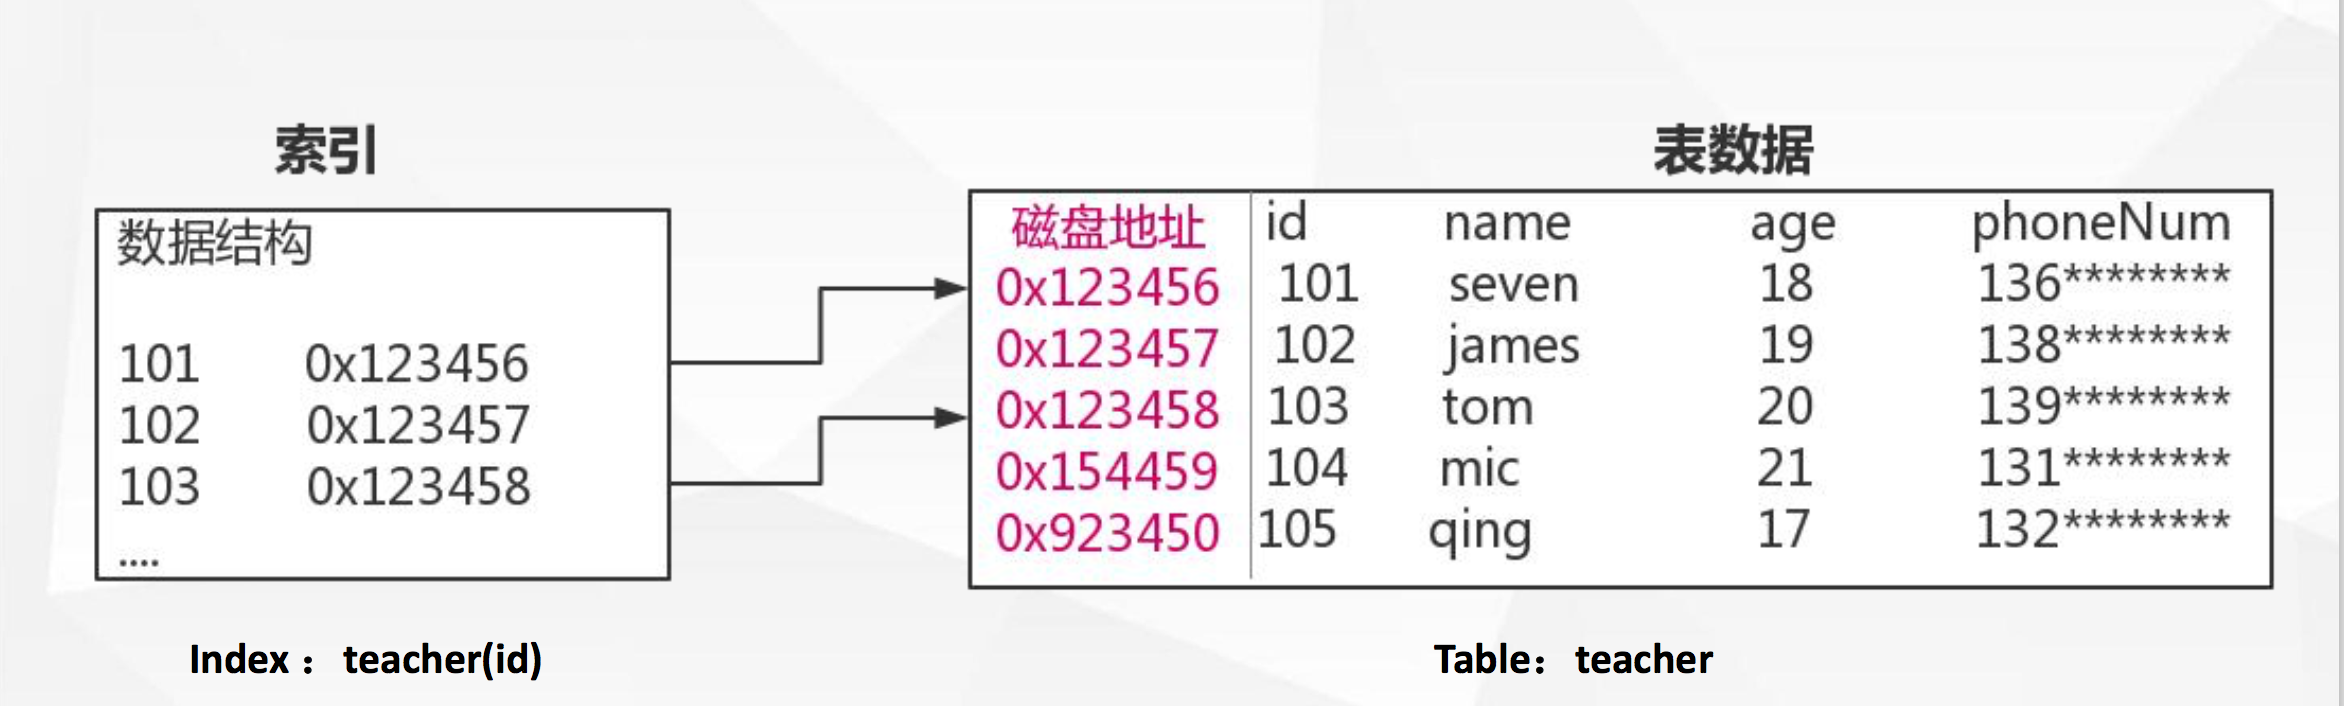 索引
数据结构
101 0x123456
102 0x123457
103 0x123458
....
Index： teacher(id)
表数据
磁盘地址 id name age phoneNum
0x123456 101 seven 18 136********
0x123457 102 james 19 138********
0x123458 103 tom 20 139********
0x154459 104 mic 21 131********
0x923450 105 qing 17 132********
Table：teacher